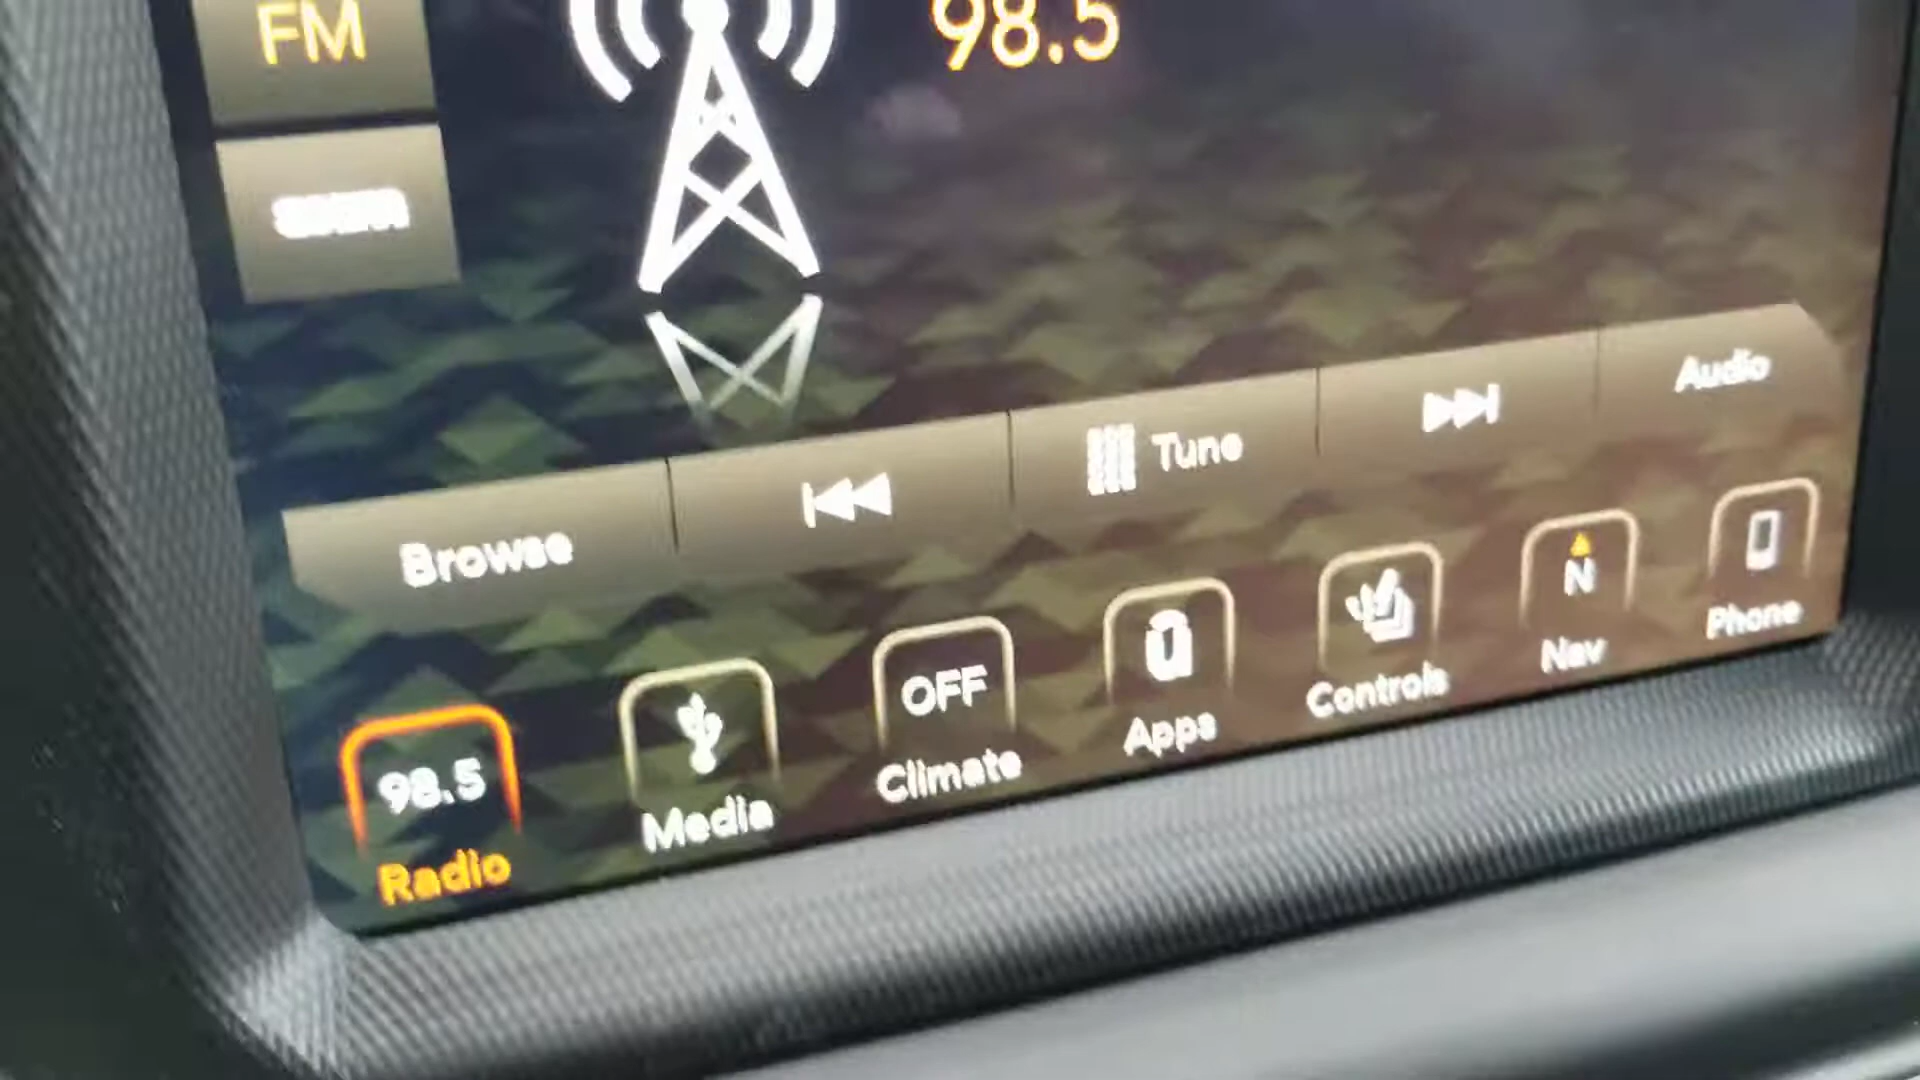 FM
98.5
Browse
Tune
Audio
98.5
OFF
N
Radio
Media
Climate
Apps
Controls
Nav
Phone